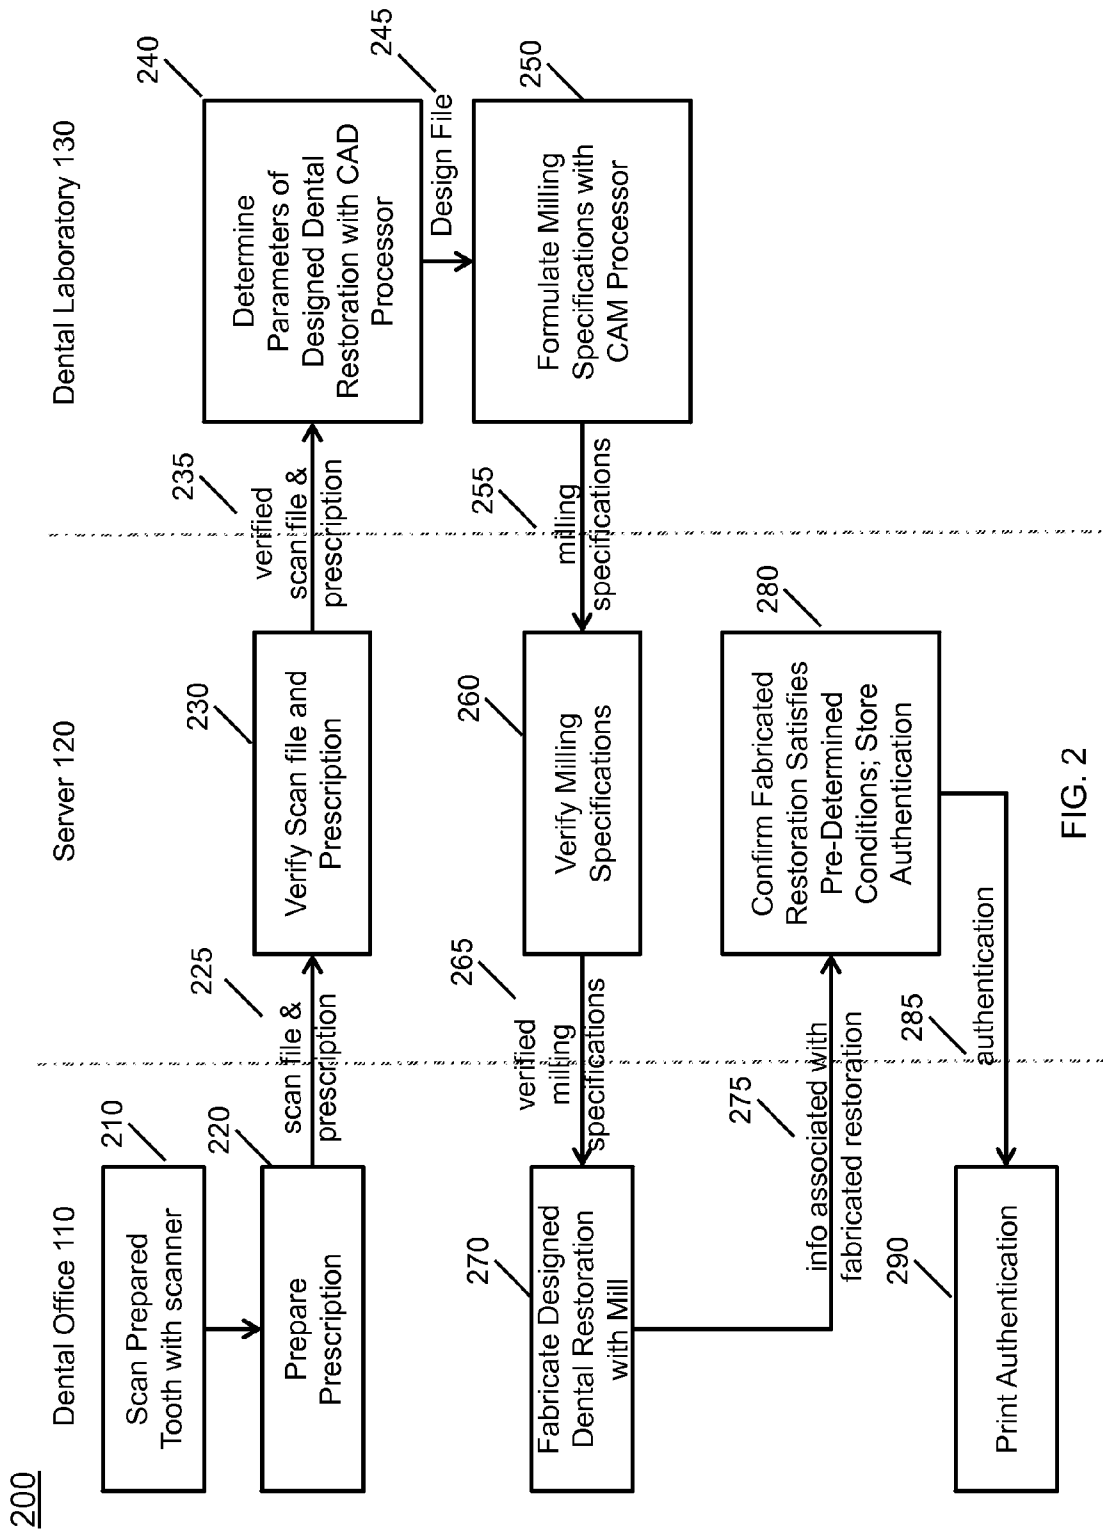 200
Dental Office 110
Server 120
Dental Laboratory 130
210
Scan Prepared
Tooth with scanner
220
Prepare
Prescription
225
scan file &
prescription
230
Verify Scan file and
Prescription
235
verified
scan file &
prescription
240
Determine
Parameters of
Designed Dental
Restoration with CAD
Processor
245
Design File
250
Formulate Milling
Specifications with
CAM Processor
255
milling
specifications
260
Verify Milling
Specifications
265
verified
milling
specifications
270
Fabricate Designed
Dental Restoration
with Mill
275
info associated with
fabricated restoration
280
Confirm Fabricated
Restoration Satisfies
Pre-Determined
Conditions; Store
Authentication
285
authentication
290
Print Authentication
FIG. 2